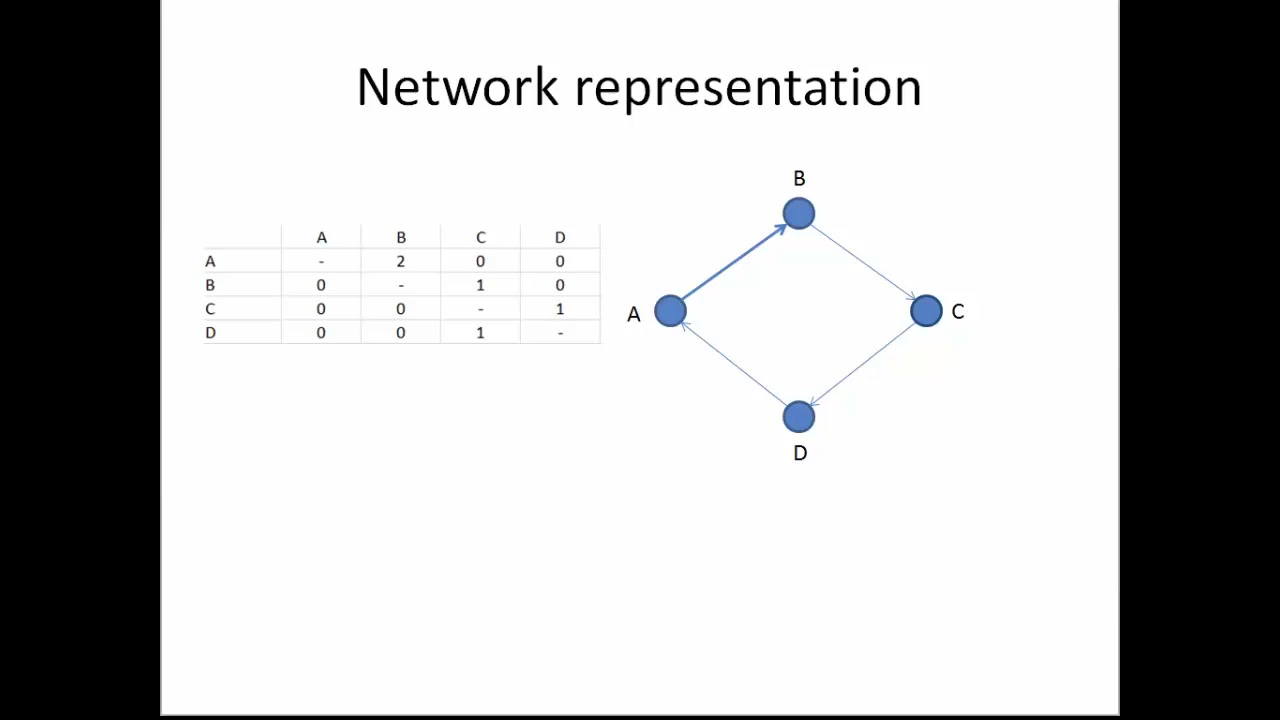 Network representation
A B C D
A - 2 0 0
B 0 - 1 0
C 0 0 - 1
D 0 0 1 -
B
A
C
D